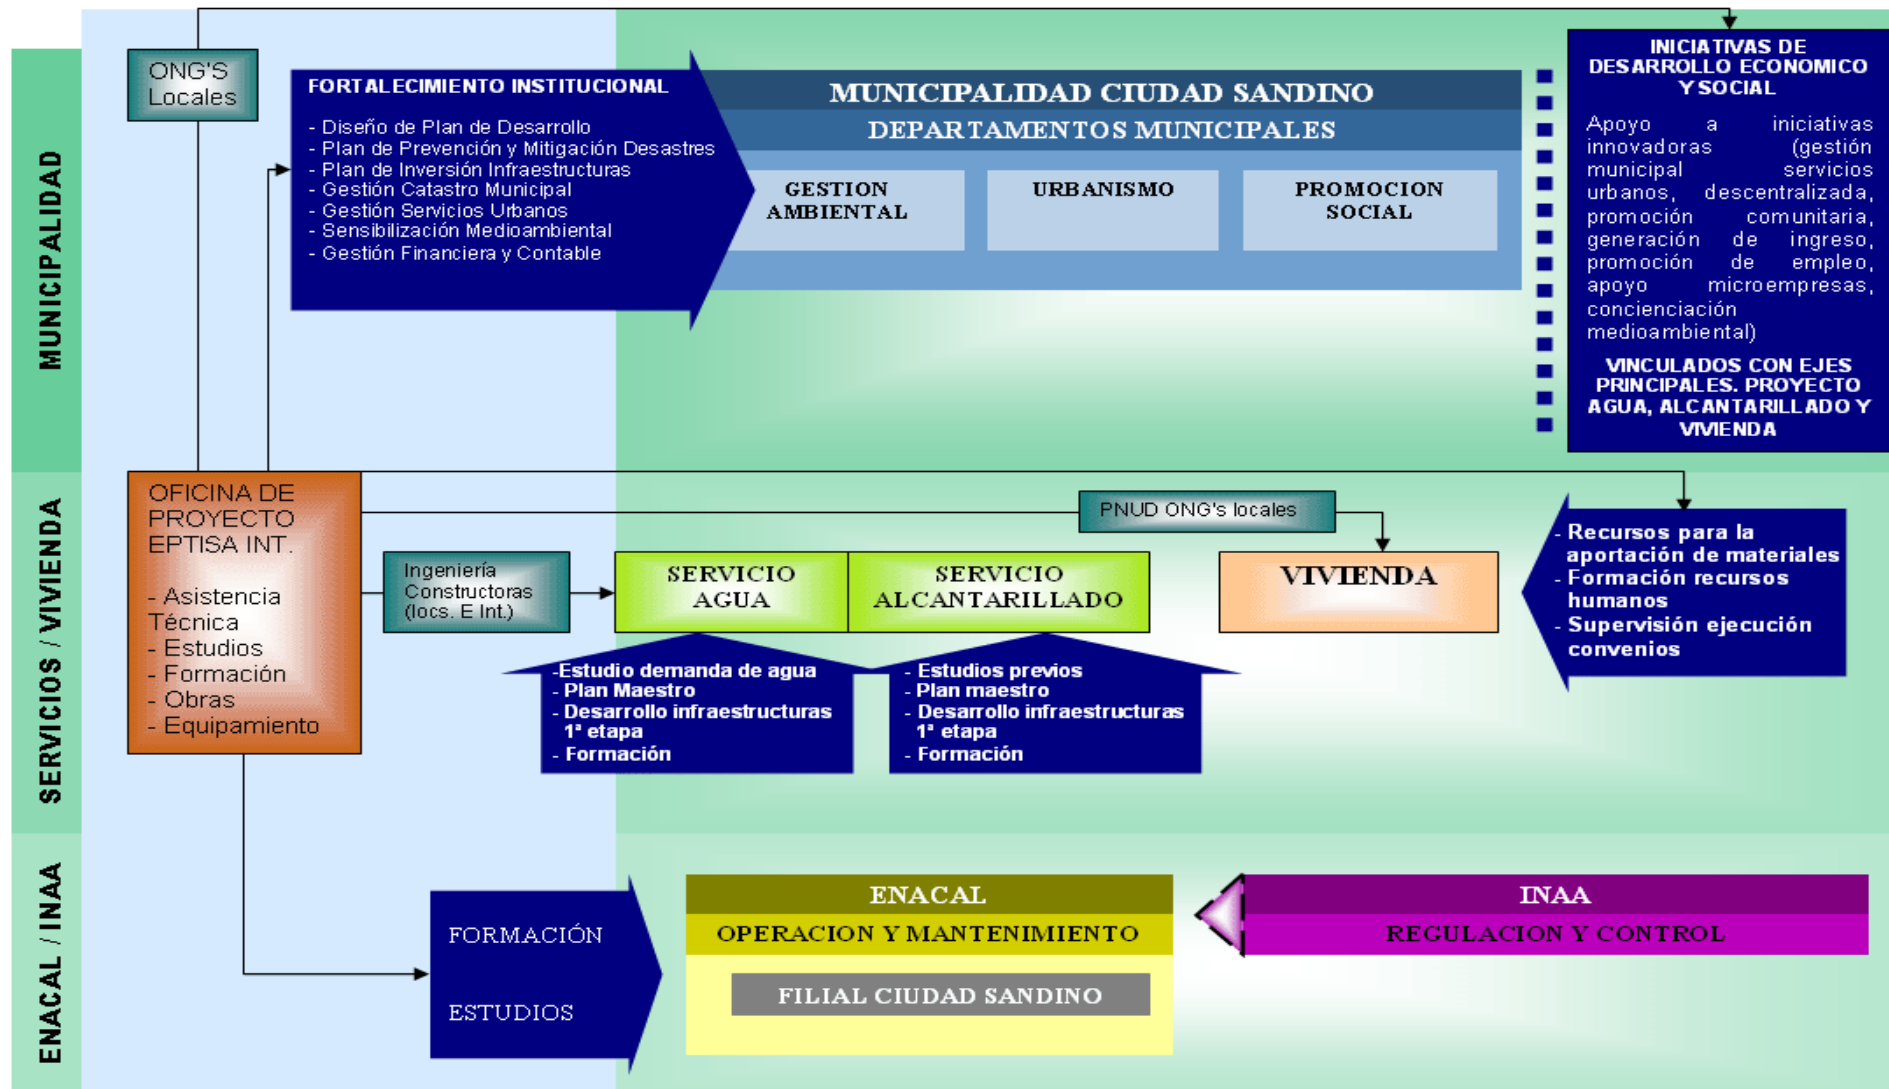 MUNICIPALIDAD
ONG'S
Locales
FORTALECIMIENTO INSTITUCIONAL
- Diseño de Plan de Desarrollo
- Plan de Prevención y Mitigación Desastres
- Plan de Inversión Infraestructuras
- Gestión Catastro Municipal
- Gestión Servicios Urbanos
- Sensibilización Medioambiental
- Gestión Financiera y Contable
MUNICIPALIDAD CIUDAD SANDINO
DEPARTAMENTOS MUNICIPALES
GESTION
AMBIENTAL
URBANISMO
PROMOCION
SOCIAL
INICIATIVAS DE
DESARROLLO ECONOMICO
Y SOCIAL
Apoyo a iniciativas
innovadoras (gestión
municipal servicios
urbanos, descentralizada,
promoción comunitaria,
generación de ingreso,
promoción de empleo,
apoyo microempresas,
concienciación
medioambiental)
VINCULADOS CON EJES
PRINCIPALES. PROYECTO
AGUA, ALCANTARILLADO Y
VIVIENDA
SERVICIOS / VIVIENDA
OFICINA DE
PROYECTO
EPTISA INT.
- Asistencia
Técnica
- Estudios
- Formación
- Obras
- Equipamiento
PNUD ONG's locales
Ingeniería
Constructoras
(locs. E Int.)
SERVICIO
AGUA
SERVICIO
ALCANTARILLADO
VIVIENDA
- Recursos para la
aportación de materiales
- Formación recursos
humanos
- Supervisión ejecución
convenios
-Estudio demanda de agua
- Plan Maestro
- Desarrollo infraestructuras
1ª etapa
- Formación
- Estudios previos
- Plan maestro
- Desarrollo infraestructuras
1ª etapa
- Formación
ENACAL / INAA
FORMACIÓN
ESTUDIOS
ENACAL
OPERACION Y MANTENIMIENTO
FILIAL CIUDAD SANDINO
INAA
REGULACION Y CONTROL